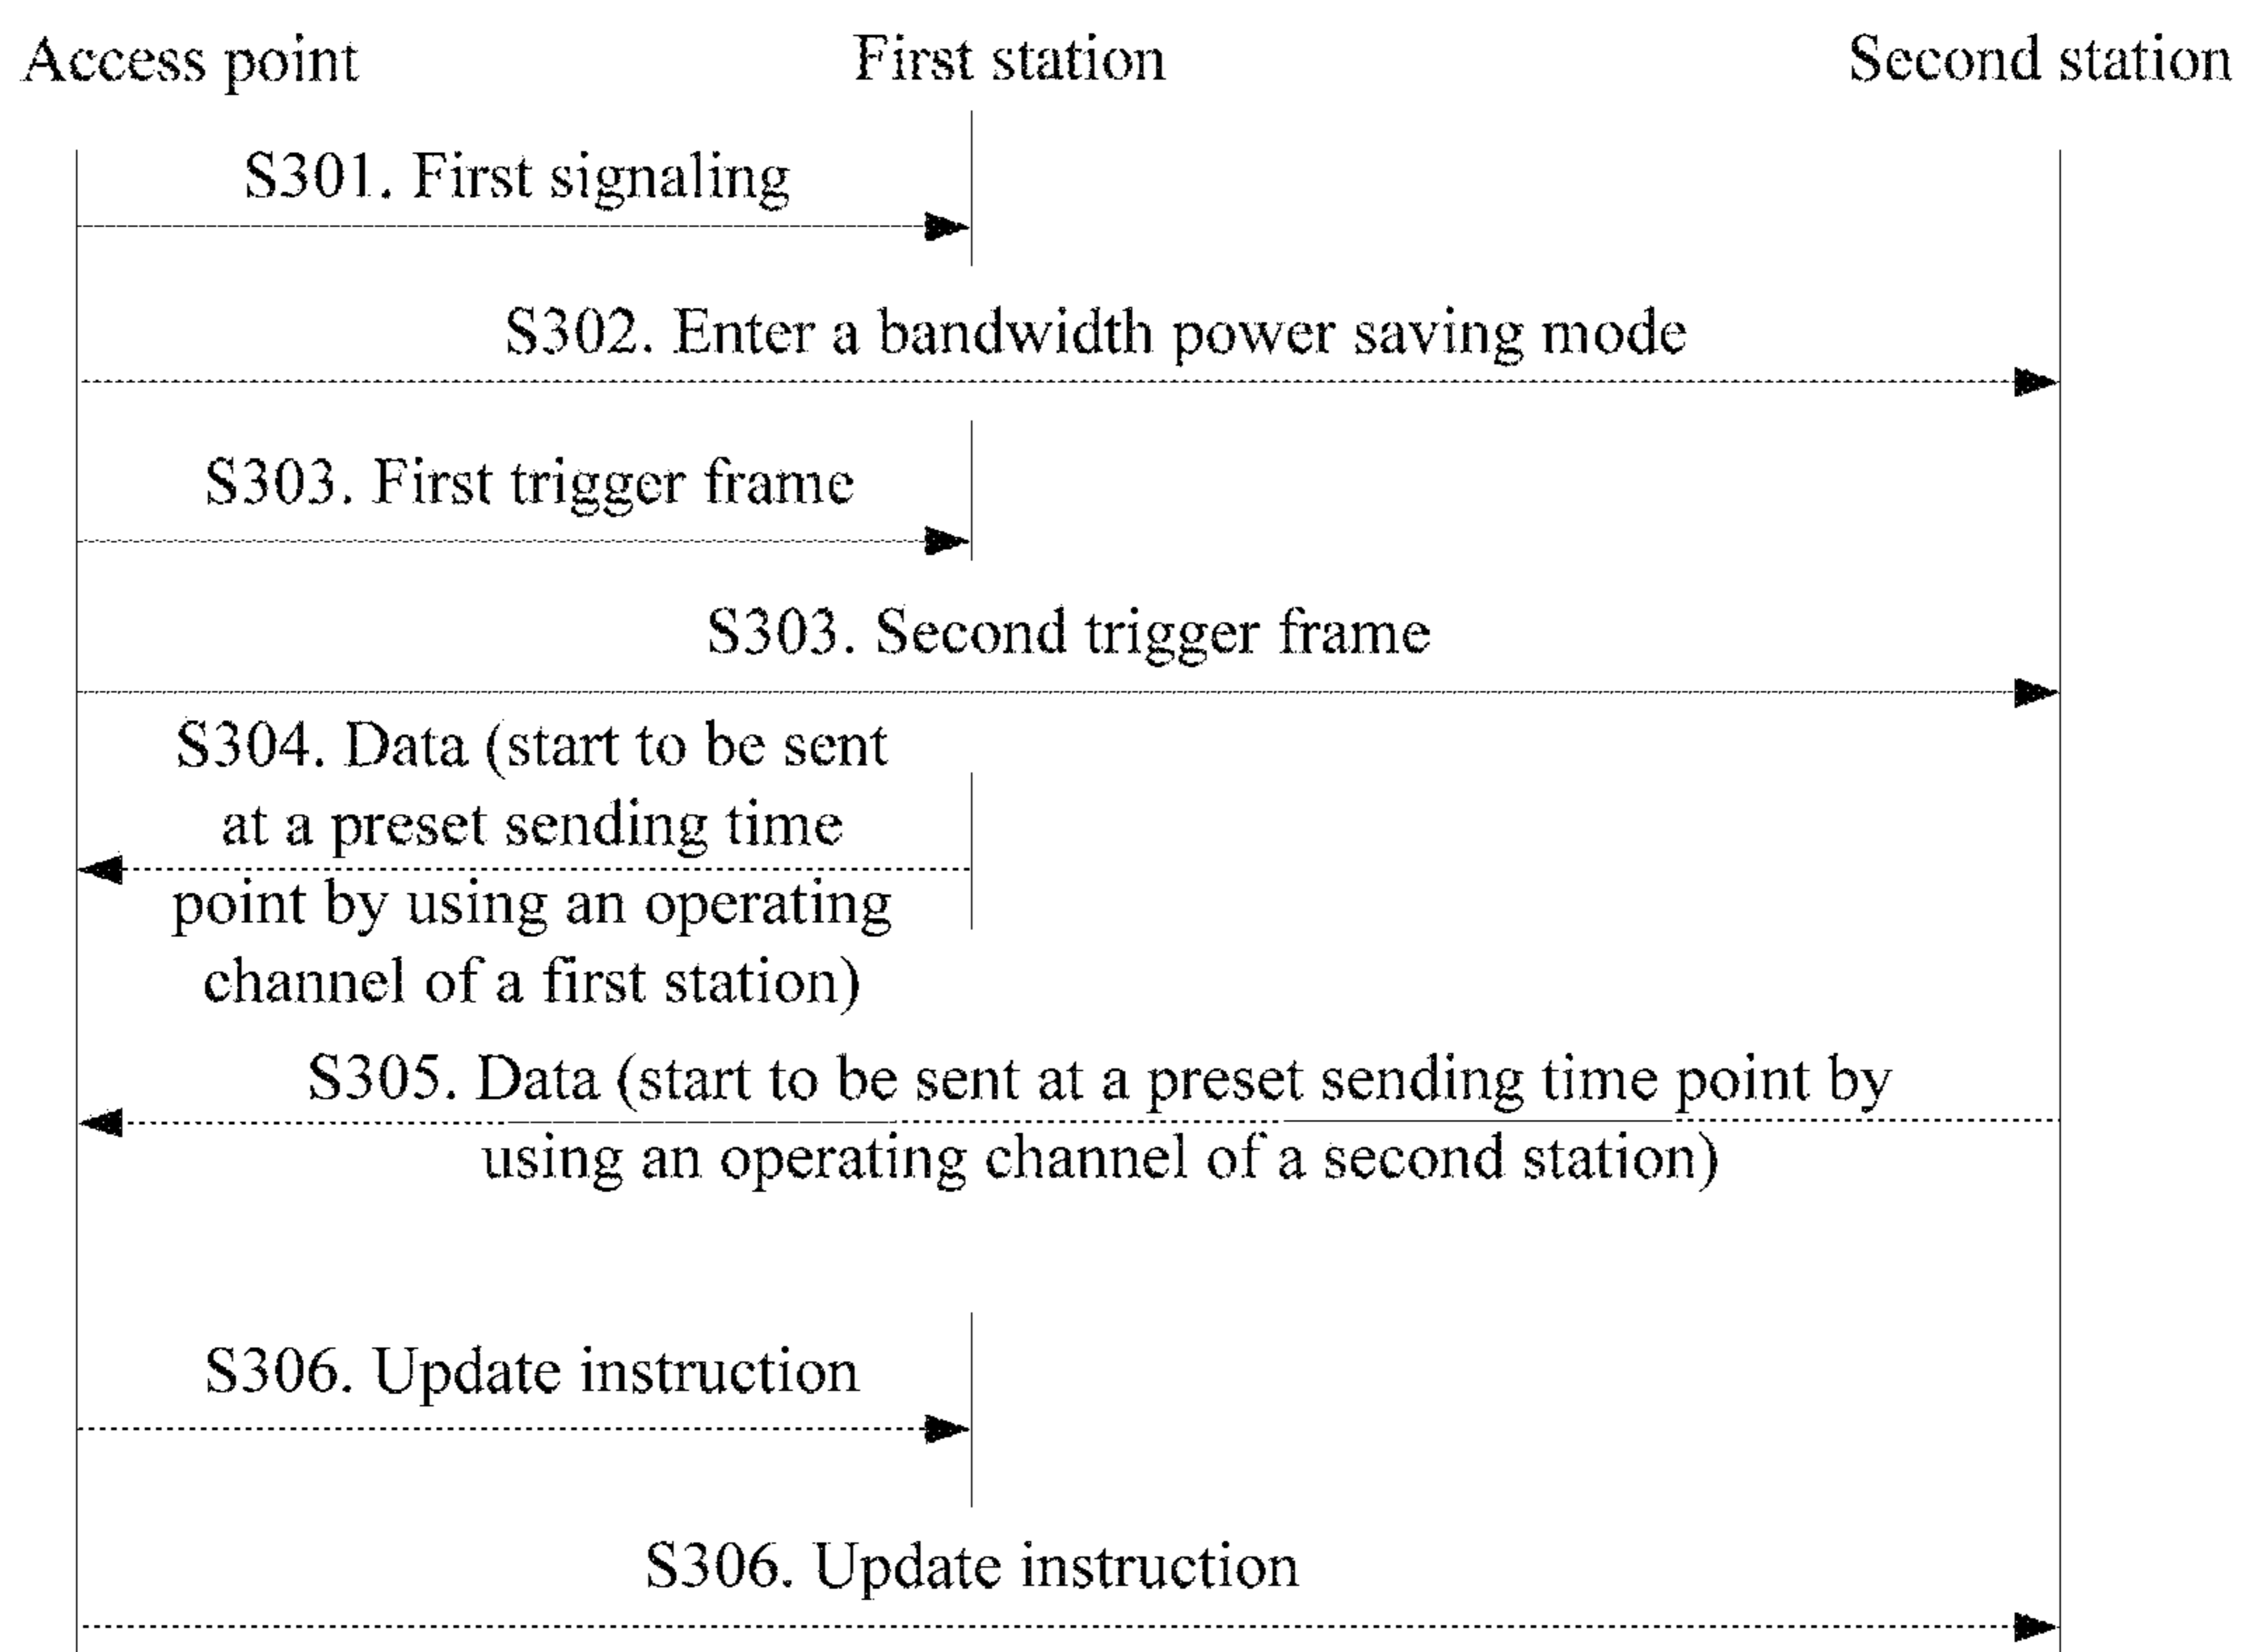 Access point
First station
Second station
S301. First signaling
S302. Enter a bandwidth power saving mode
S303. First trigger frame
S303. Second trigger frame
S304. Data (start to be sent
at a preset sending time
point by using an operating
channel of a first station)
S305. Data (start to be sent at a preset sending time point by
using an operating channel of a second station)
S306. Update instruction
S306. Update instruction